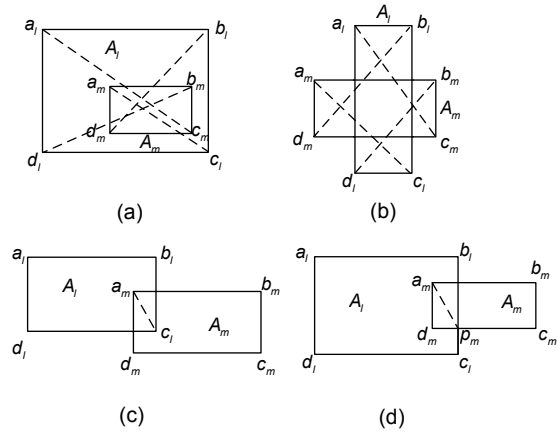 a_l A_l b_l
a_m b_m
d_m c_m
A_m
d_l c_l
(a)
a_l A_l b_l
a_m b_m
A_m
d_m c_m
d_l c_l
(b)
a_l b_l
A_l a_m b_m
c_l A_m
d_l
d_m c_m
(c)
a_l b_l
a_m b_m
A_l A_m
d_m p_m c_m
d_l c_l
(d)